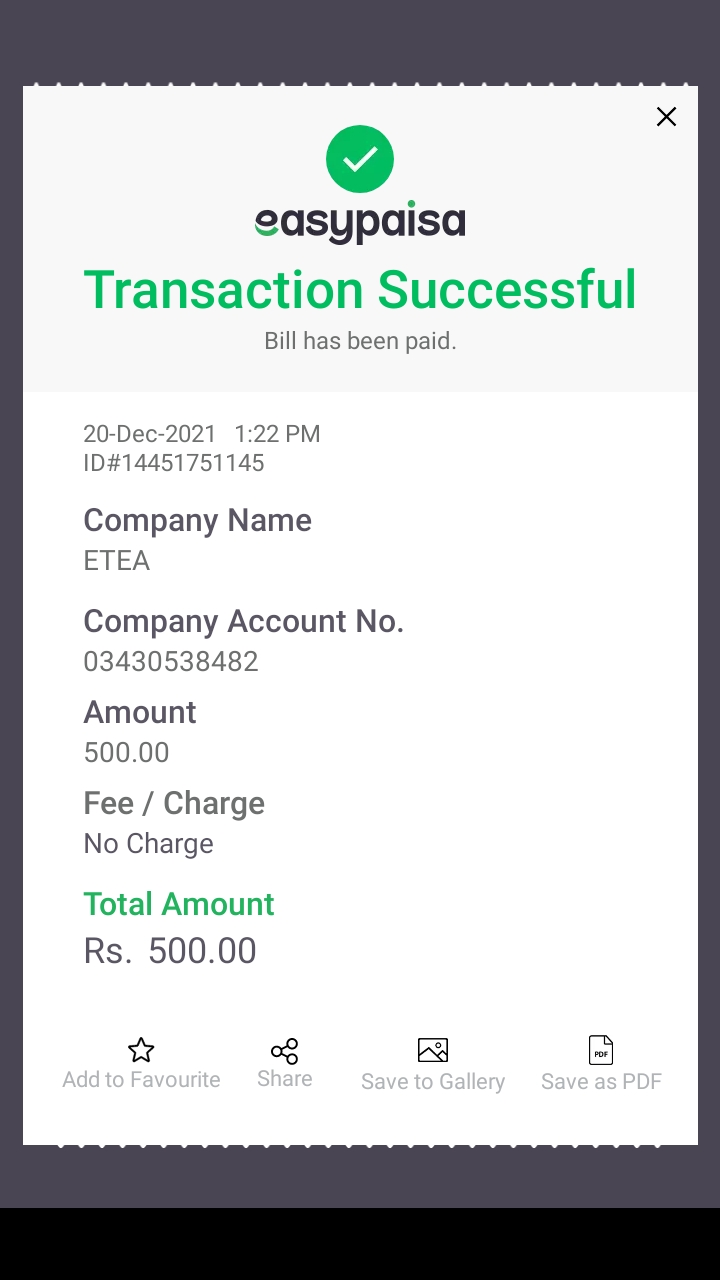 easypaisa
Transaction Successful
Bill has been paid.
20-Dec-2021 1:22 PM
ID#14451751145
Company Name
ETEA
Company Account No.
03430538482
Amount
500.00
Fee / Charge
No Charge
Total Amount
Rs. 500.00
Add to Favourite
Share
Save to Gallery
PDF
Save as PDF